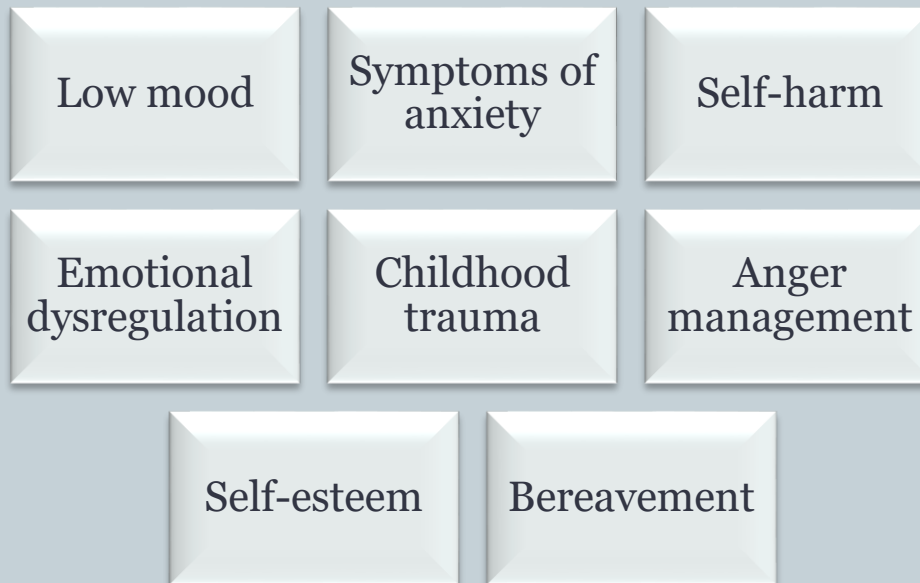 Low mood
Symptoms of
anxiety
Self-harm
Emotional
dysregulation
Childhood
trauma
Anger
management
Self-esteem
Bereavement